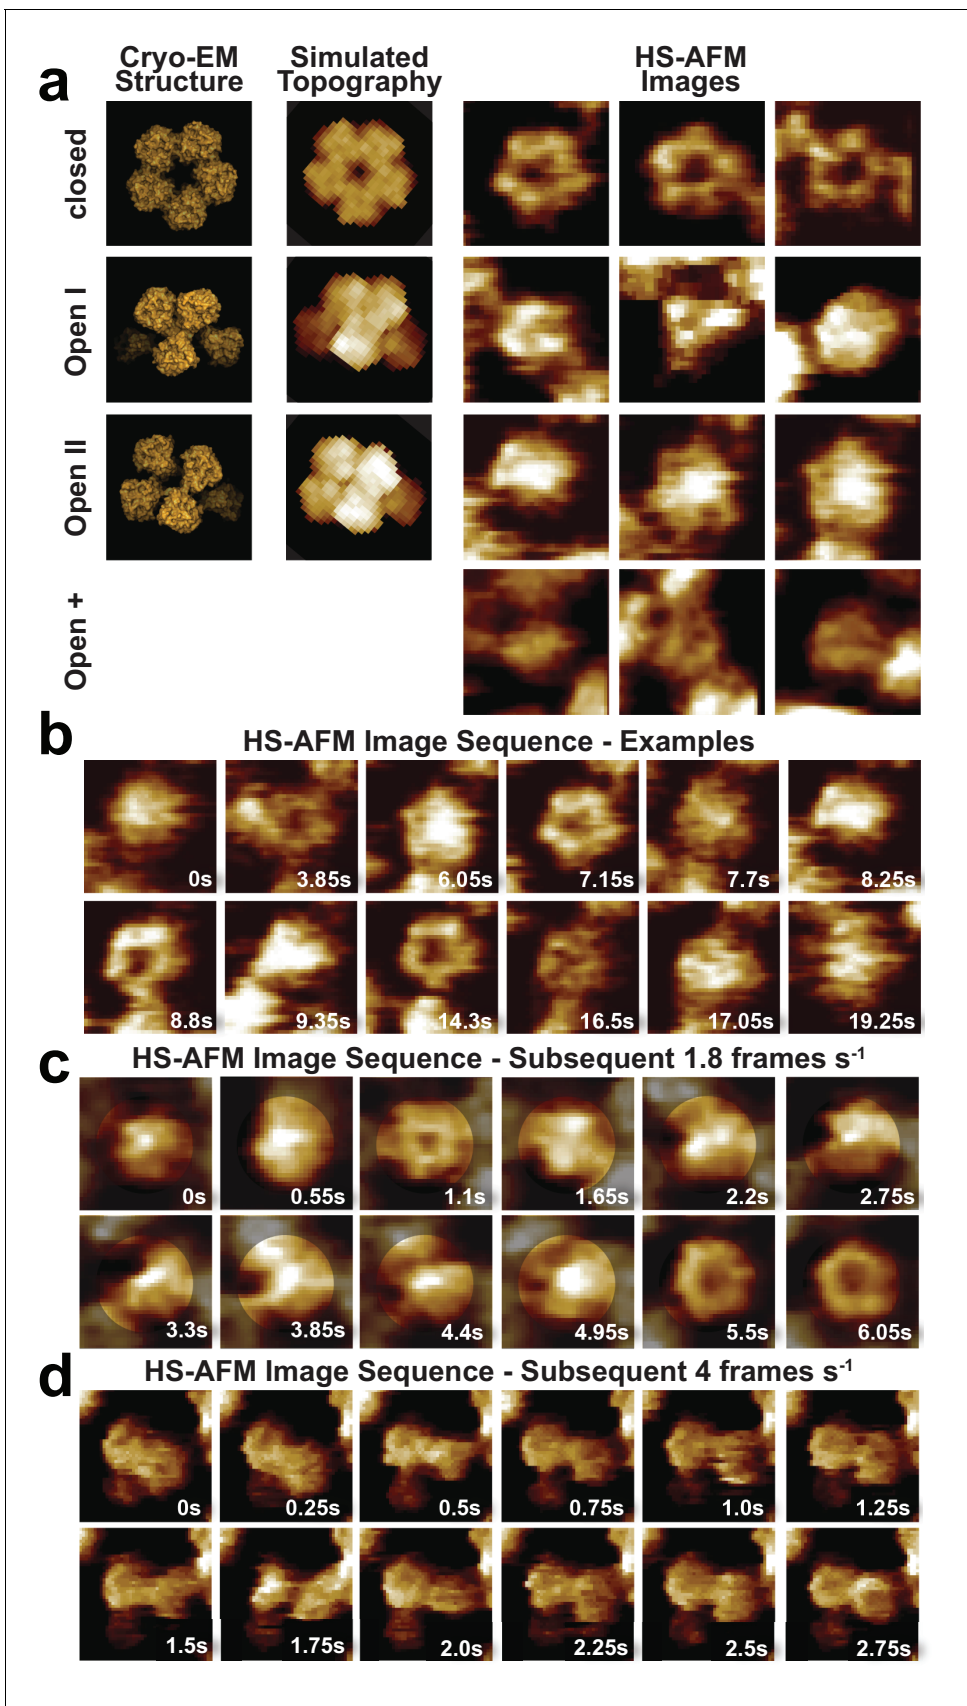 a
Cryo-EM
Structure
Simulated
Topography
HS-AFM
Images
closed
Open I
Open II
Open +
b
HS-AFM Image Sequence - Examples
0s
3.85s
6.05s
7.15s
7.7s
8.25s
8.8s
9.35s
14.3s
16.5s
17.05s
19.25s
c
HS-AFM Image Sequence - Subsequent 1.8 frames s⁻¹
0s
0.55s
1.1s
1.65s
2.2s
2.75s
3.3s
3.85s
4.4s
4.95s
5.5s
6.05s
d
HS-AFM Image Sequence - Subsequent 4 frames s⁻¹
0s
0.25s
0.5s
0.75s
1.0s
1.25s
1.5s
1.75s
2.0s
2.25s
2.5s
2.75s